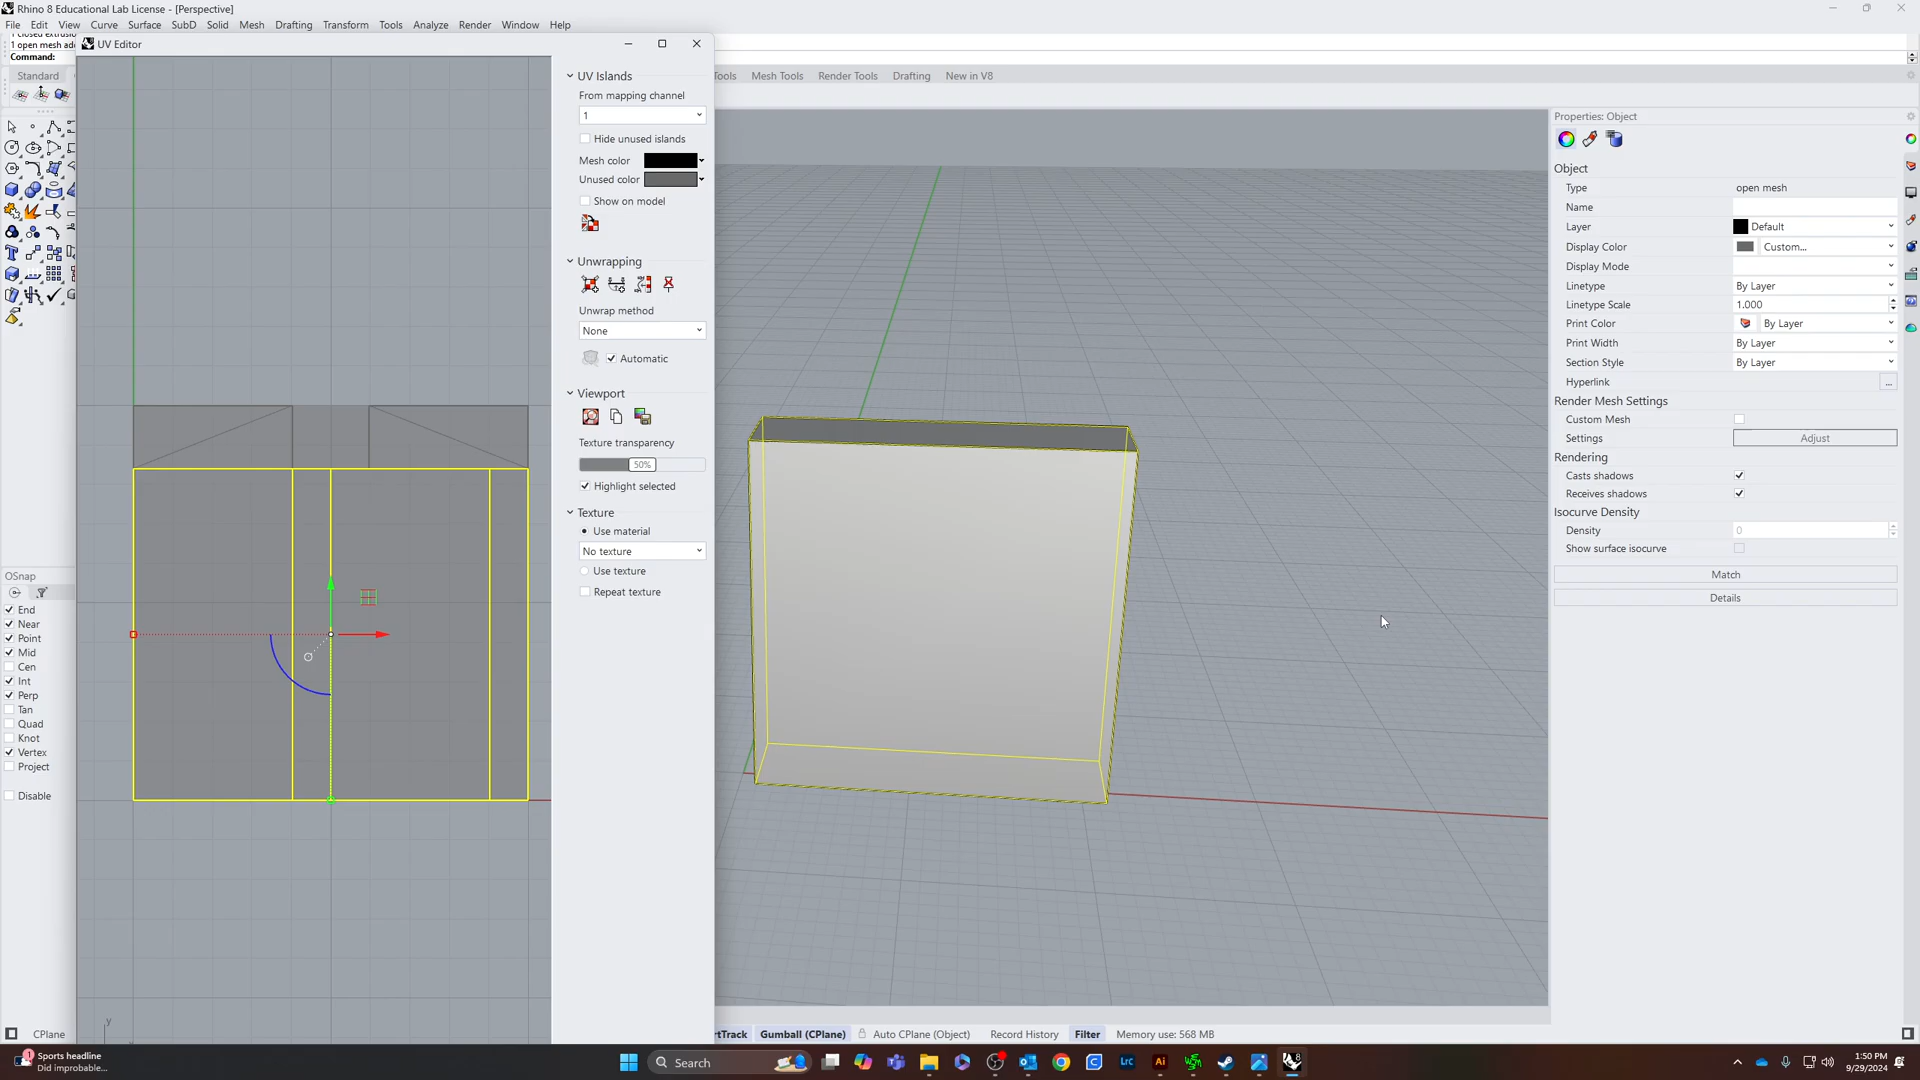 Rhino 8 Educational Lab License - [Perspective]
File Edit View Curve Surface SubD Solid Mesh Drafting Transform Tools Analyze Render Window Help
1 closed extrusion
1 open mesh ad
Command:
UV Editor
Standard
Tools Mesh Tools Render Tools Drafting New in V8
UV Islands
From mapping channel
1
Hide unused islands
Mesh color
Unused color
Show on model
Unwrapping
Unwrap method
None
Automatic
Viewport
Texture transparency
50%
Highlight selected
Texture
Use material
No texture
Use texture
Repeat texture
Properties: Object
Object
Type open mesh
Name
Layer Default
Display Color Custom...
Display Mode
Linetype By Layer
Linetype Scale 1.000
Print Color By Layer
Print Width By Layer
Section Style By Layer
Hyperlink ...
Render Mesh Settings
Custom Mesh
Settings Adjust
Rendering
Casts shadows
Receives shadows
Isocurve Density
Density 0
Show surface isocurve
Match
Details
OSnap
End
Near
Point
Mid
Cen
Int
Perp
Tan
Quad
Knot
Vertex
Project
Disable
y
CPlane
rtTrack Gumball (CPlane) Auto CPlane (Object) Record History Filter Memory use: 568 MB
1
Sports headline
Did improbable...
Search
Lrc
Ai
8
1:50 PM
9/29/2024